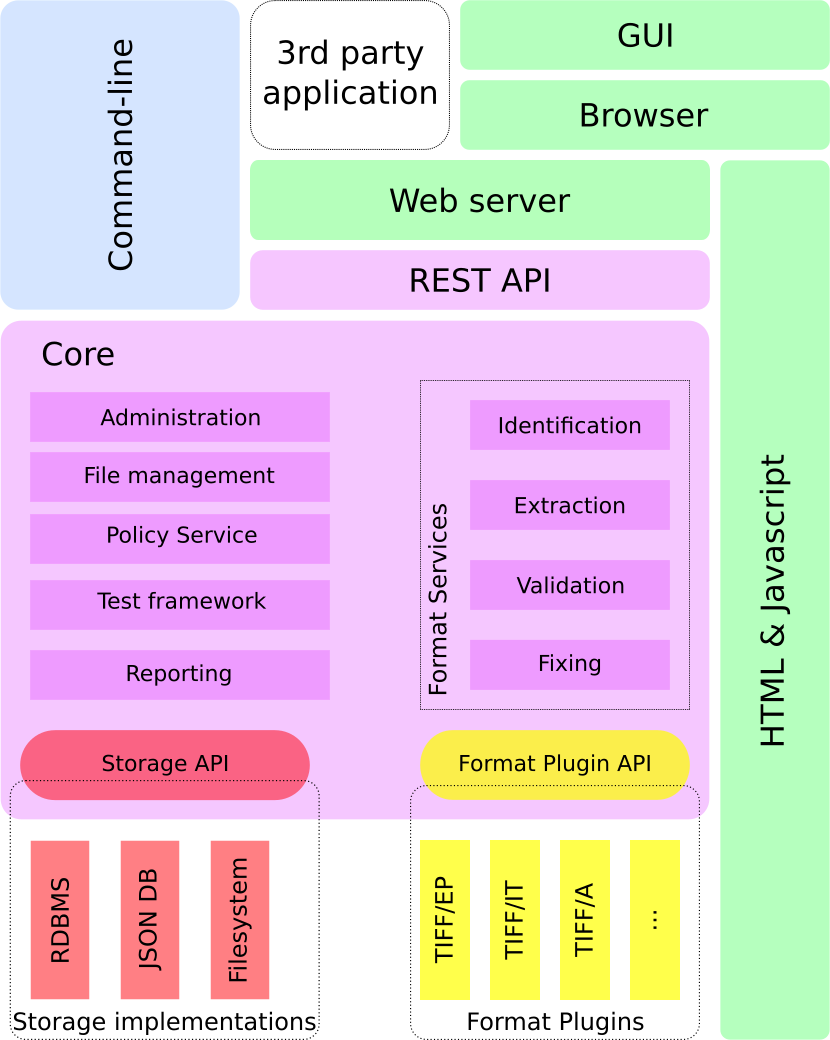 Command-line
3rd party
application
GUI
Browser
Web server
REST API
HTML & Javascript
Core
Administration
File management
Policy Service
Test framework
Reporting
Format Services
Identification
Extraction
Validation
Fixing
Storage API
Format Plugin API
RDBMS
JSON DB
Filesystem
Storage implementations
TIFF/EP
TIFF/IT
TIFF/A
...
Format Plugins